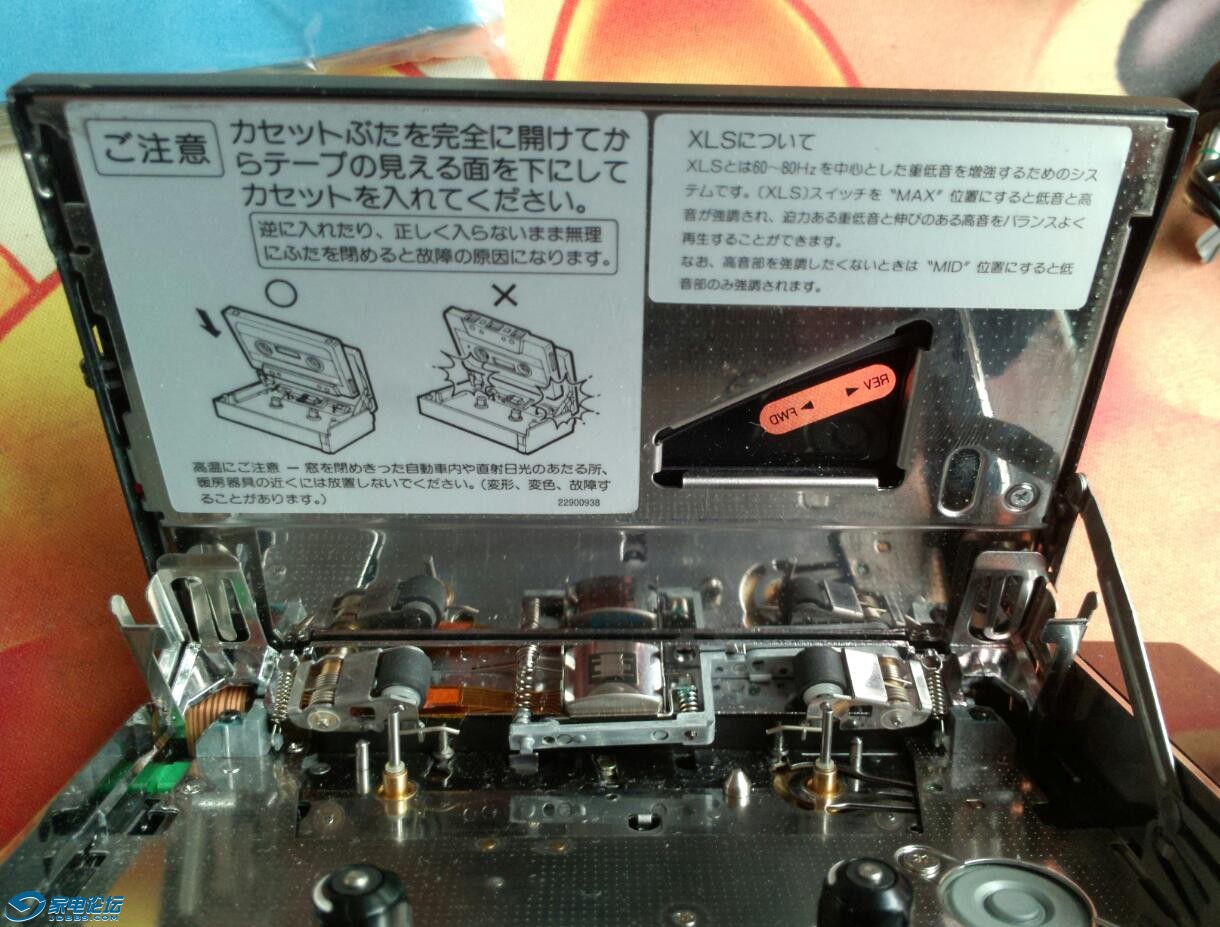 ご注意
カセットぶたを完全に開けてか
らテープの見える面を下にして
カセットを入れてください。
逆に入れたり、正しく入らないまま無理
にふたを閉めると故障の原因になります。
○
×
高温にご注意 － 窓を閉めきった自動車内や直射日光のあたる所、
暖房器具の近くには放置しないでください。(変形、変色、故障す
ることがあります。)
22900938
XLSについて
XLSとは60～80Hzを中心とした重低音を増強するためのシス
テムです。(XLS)スイッチを “MAX” 位置にすると低音と高
音が強調され、迫力ある重低音と伸びのある高音をバランスよく
再生することができます。
なお、高音部を強調したくないときは “MID” 位置にすると低
音部のみ強調されます。
REV
FWD
家电论坛
JDBBS.COM